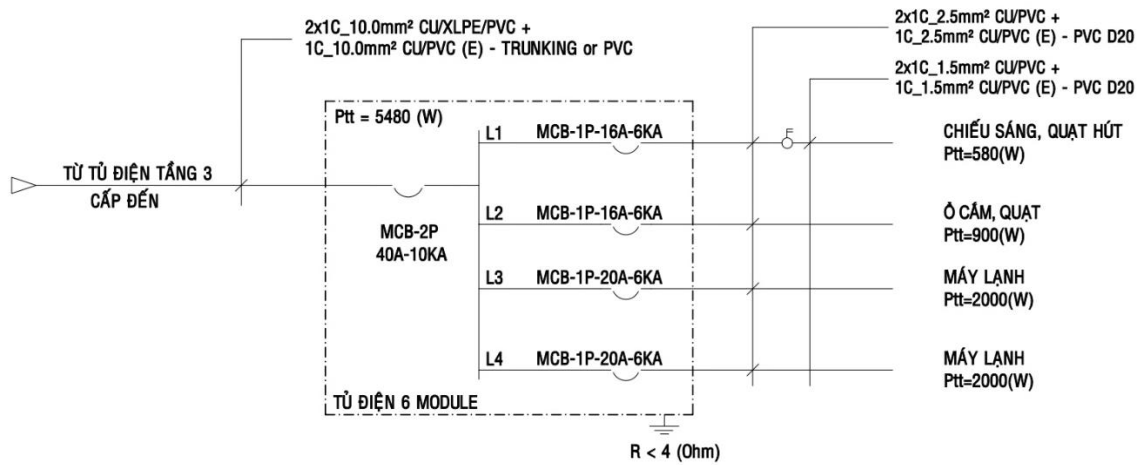 2x1C_10.0mm² CU/XLPE/PVC +
1C_10.0mm² CU/PVC (E) - TRUNKING or PVC
2x1C_2.5mm² CU/PVC +
1C_2.5mm² CU/PVC (E) - PVC D20
2x1C_1.5mm² CU/PVC +
1C_1.5mm² CU/PVC (E) - PVC D20
Ptt = 5480 (W)
TỪ TỦ ĐIỆN TẦNG 3
CẤP ĐẾN
MCB-2P
40A-10KA
L1 MCB-1P-16A-6KA
CHIẾU SÁNG, QUẠT HÚT
Ptt=580(W)
L2 MCB-1P-16A-6KA
Ổ CẮM, QUẠT
Ptt=900(W)
L3 MCB-1P-20A-6KA
MÁY LẠNH
Ptt=2000(W)
L4 MCB-1P-20A-6KA
MÁY LẠNH
Ptt=2000(W)
TỦ ĐIỆN 6 MODULE
R < 4 (Ohm)